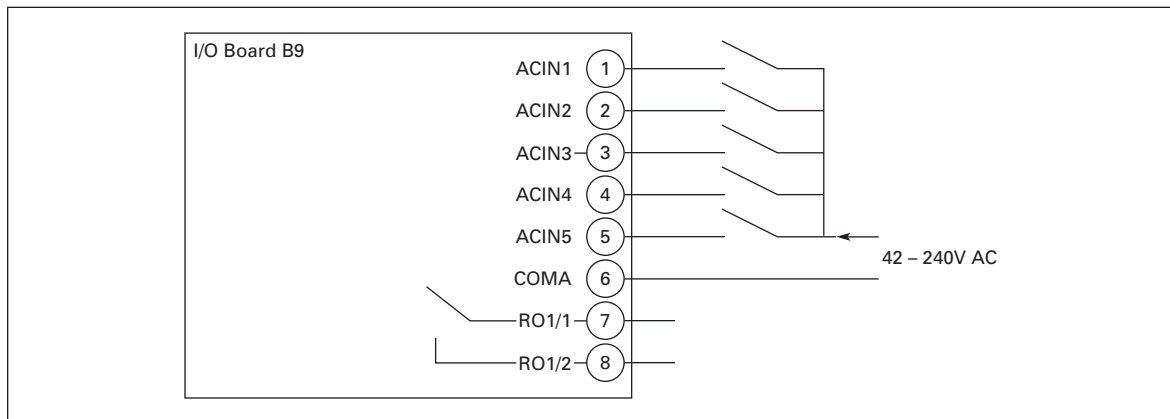 I/O Board B9
ACIN1 1
ACIN2 2
ACIN3 3
ACIN4 4
ACIN5 5
42 – 240V AC
COMA 6
RO1/1 7
RO1/2 8